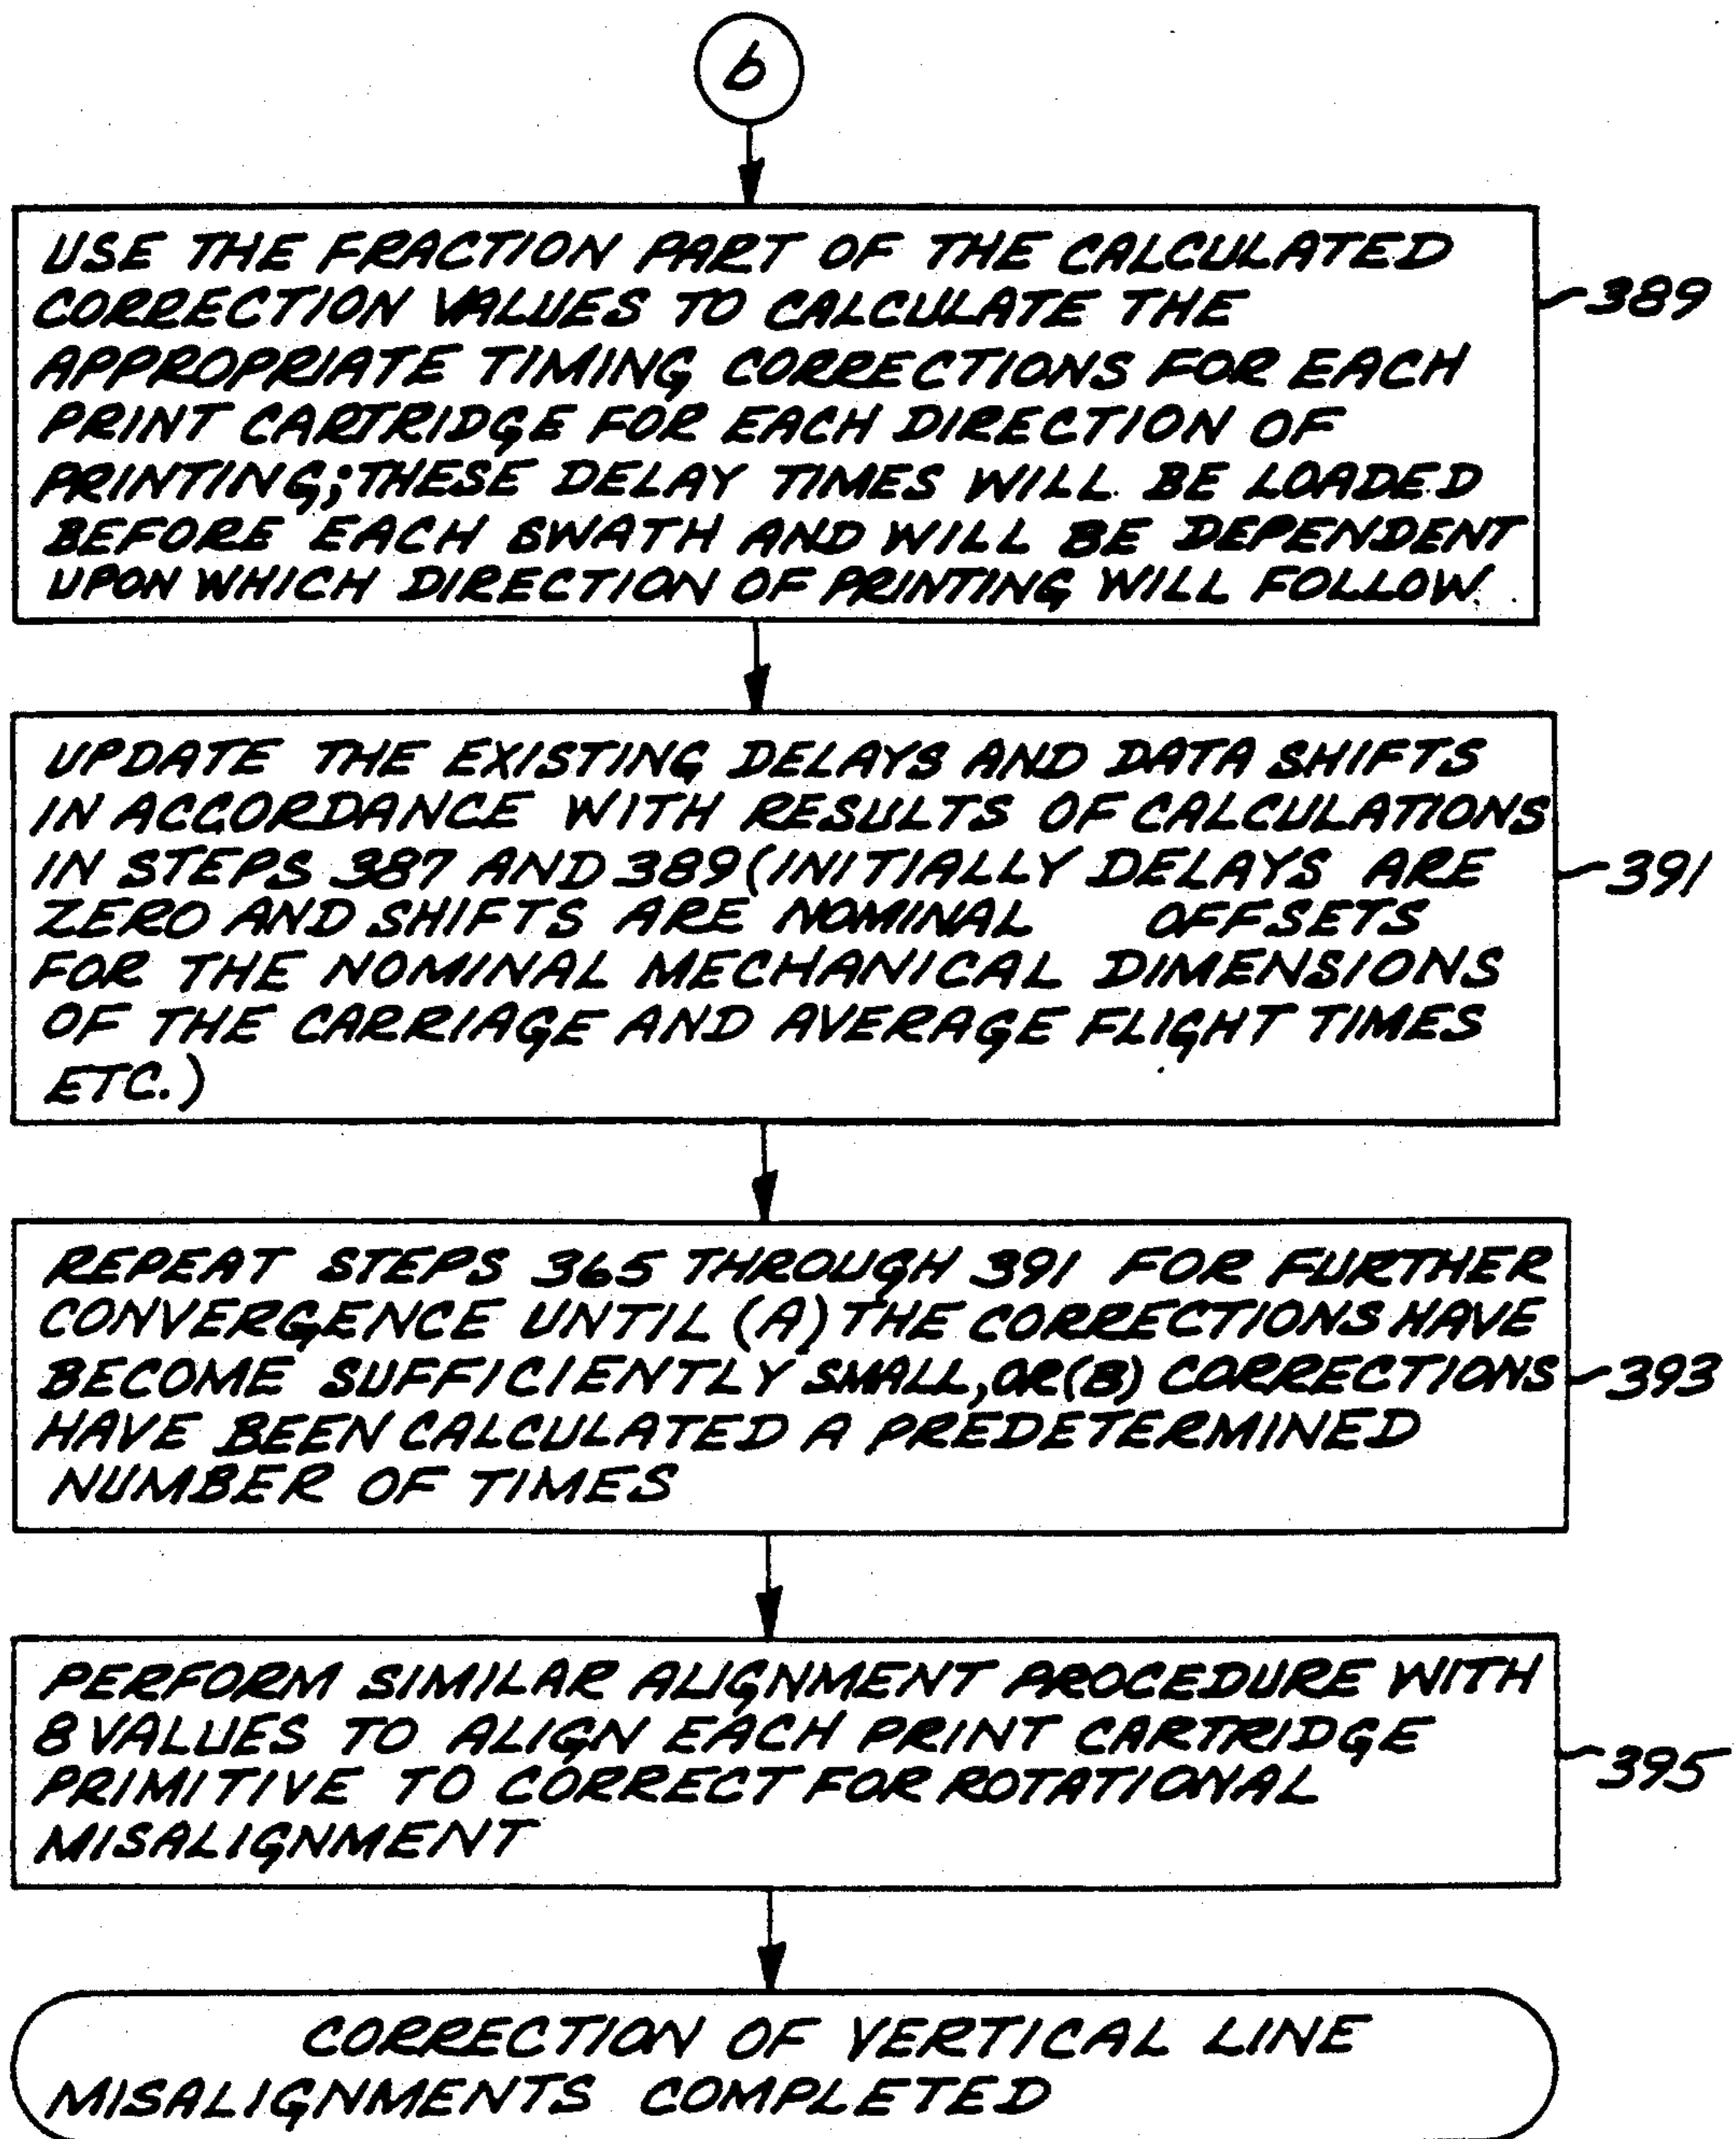 b
USE THE FRACTION PART OF THE CALCULATED
CORRECTION VALUES TO CALCULATE THE
389
APPROPRIATE TIMING CORRECTIONS FOR EACH
PRINT CARTRIDGE FOR EACH DIRECTION OF
PRINTING; THESE DELAY TIMES WILL BE LOADED
BEFORE EACH SWATH AND WILL BE DEPENDENT
UPON WHICH DIRECTION OF PRINTING WILL FOLLOW.
UPDATE THE EXISTING DELAYS AND DATA SHIFTS
IN ACCORDANCE WITH RESULTS OF CALCULATIONS
IN STEPS 387 AND 389 (INITIALLY DELAYS ARE
391
ZERO AND SHIFTS ARE NOMINAL OFFSETS
FOR THE NOMINAL MECHANICAL DIMENSIONS
OF THE CARRIAGE AND AVERAGE FLIGHT TIMES
ETC.)
REPEAT STEPS 365 THROUGH 391 FOR FURTHER
CONVERGENCE UNTIL (A) THE CORRECTIONS HAVE
BECOME SUFFICIENTLY SMALL, OR (B) CORRECTIONS
393
HAVE BEEN CALCULATED A PREDETERMINED
NUMBER OF TIMES
PERFORM SIMILAR ALIGNMENT PROCEDURE WITH
8 VALUES TO ALIGN EACH PRINT CARTRIDGE
395
PRIMITIVE TO CORRECT FOR ROTATIONAL
MISALIGNMENT
CORRECTION OF VERTICAL LINE
MISALIGNMENTS COMPLETED